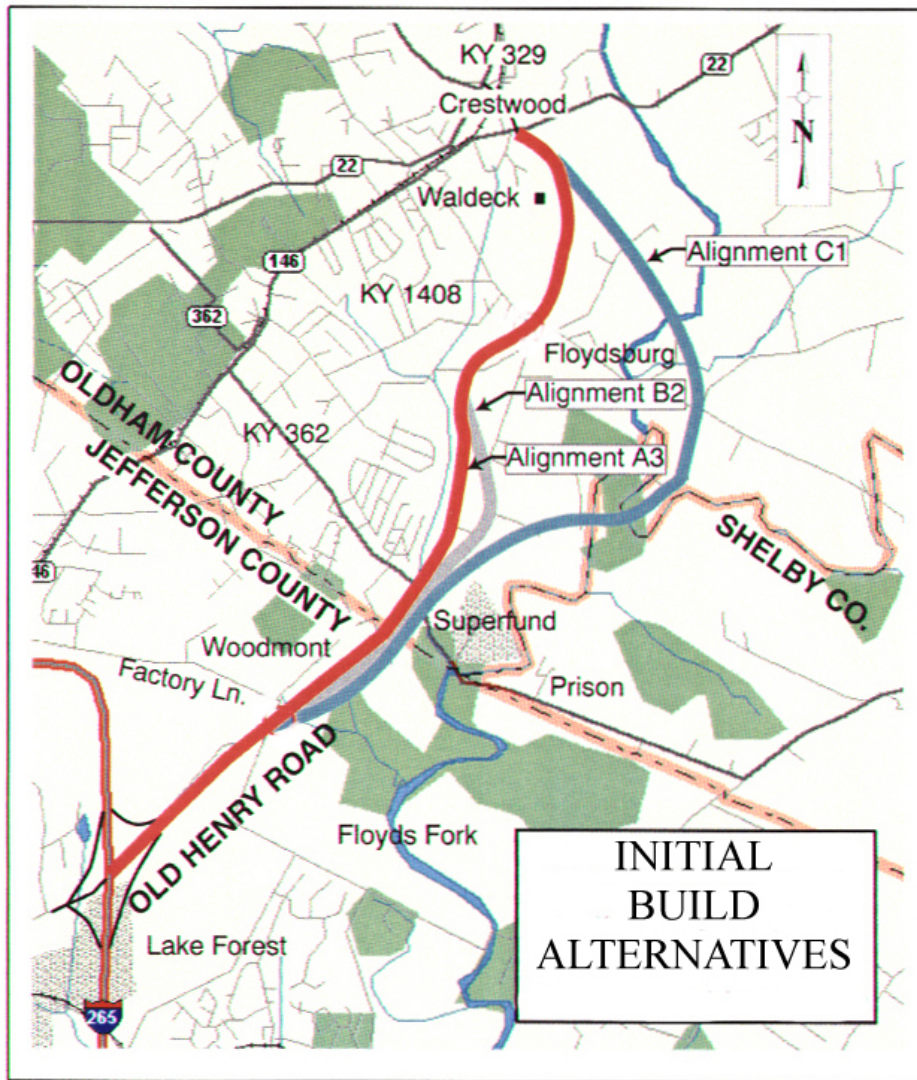 KY 329
22
Crestwood
N
22
Waldeck
146
Alignment C1
KY 1408
362
Floydsburg
OLDHAM COUNTY
Alignment B2
KY 362
JEFFERSON COUNTY
Alignment A3
SHELBY CO.
46
Superfund
Woodmont
Factory Ln.
Prison
OLD HENRY ROAD
Floyds Fork
INITIAL
BUILD
ALTERNATIVES
Lake Forest
265